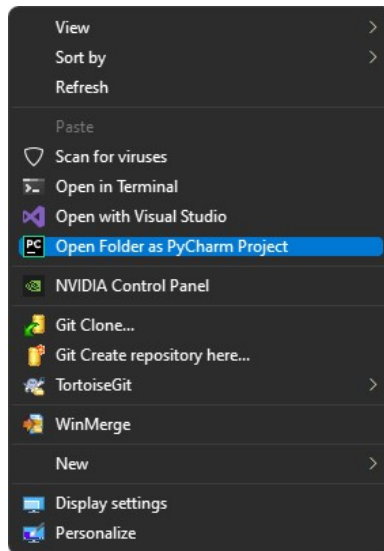 View
Sort by
Refresh
Paste
Scan for viruses
Open in Terminal
Open with Visual Studio
PC Open Folder as PyCharm Project
NVIDIA Control Panel
Git Clone...
Git Create repository here...
TortoiseGit
WinMerge
New
Display settings
Personalize